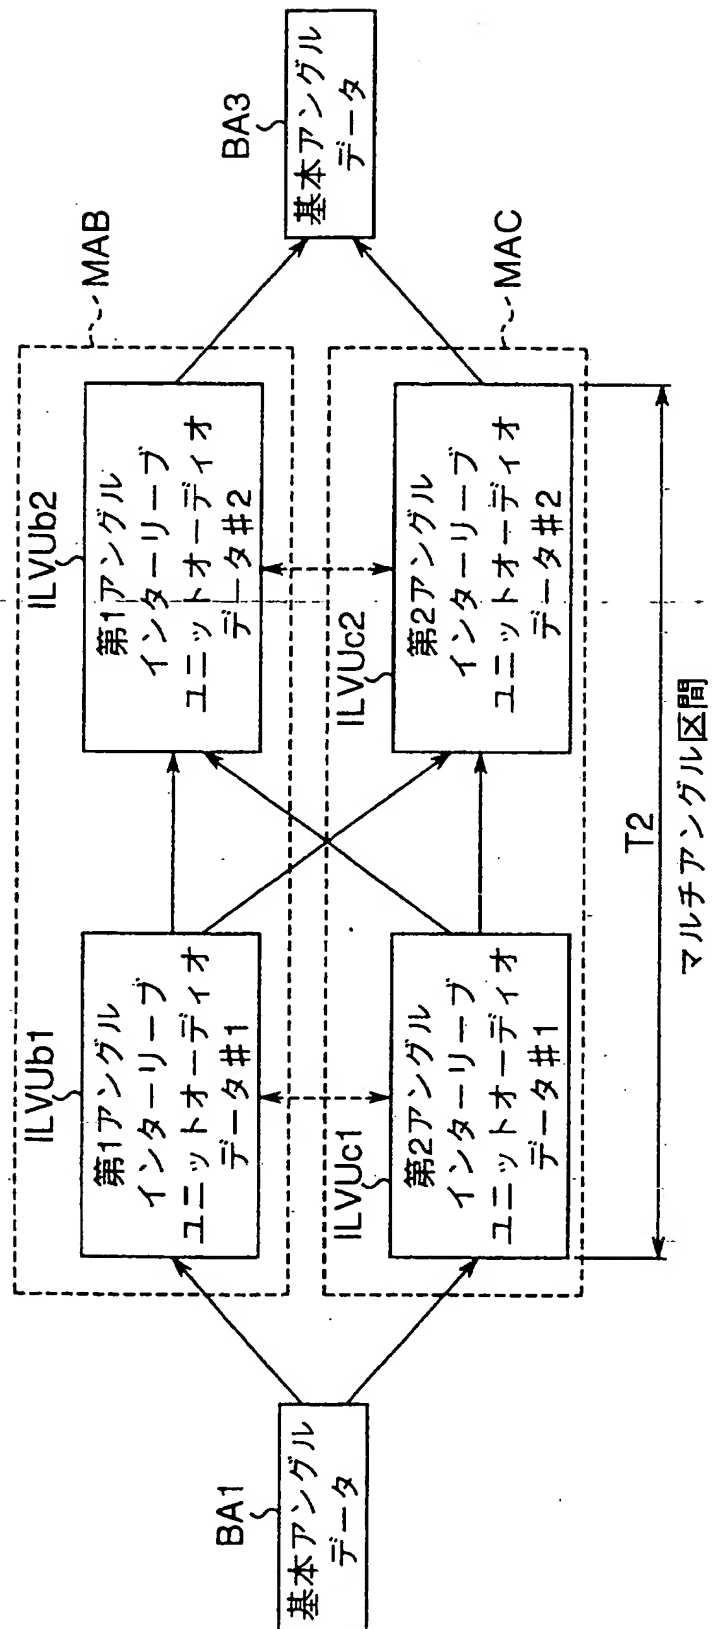 BA1
基本アングル
データ
MAB
ILVUb1
第1アングル
インターリーブ
ユニットオーディオ
データ#1
ILVUb2
第1アングル
インターリーブ
ユニットオーディオ
データ#2
BA3
基本アングル
データ
MAC
ILVUc1
第2アングル
インターリーブ
ユニットオーディオ
データ#1
ILVUc2
第2アングル
インターリーブ
ユニットオーディオ
データ#2
T2
マルチアングル区間